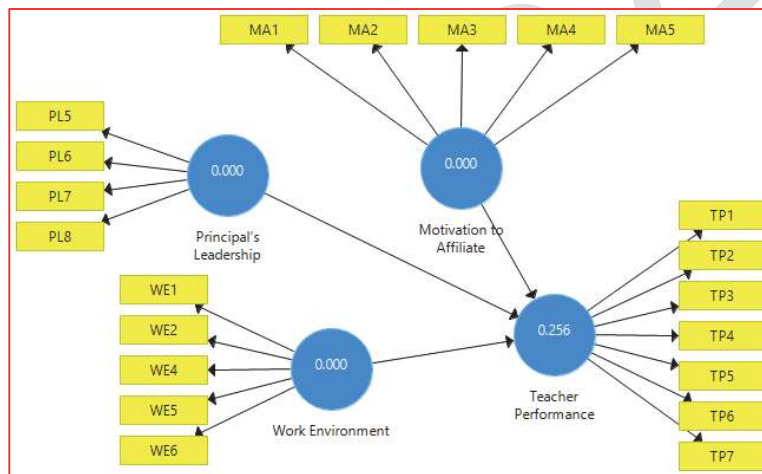 MA1
MA2
MA3
MA4
MA5
PL5
PL6
PL7
PL8
0.000
Principal's
Leadership
0.000
Motivation to
Affiliate
WE1
WE2
WE4
WE5
WE6
0.000
Work Environment
0.256
Teacher
Performance
TP1
TP2
TP3
TP4
TP5
TP6
TP7